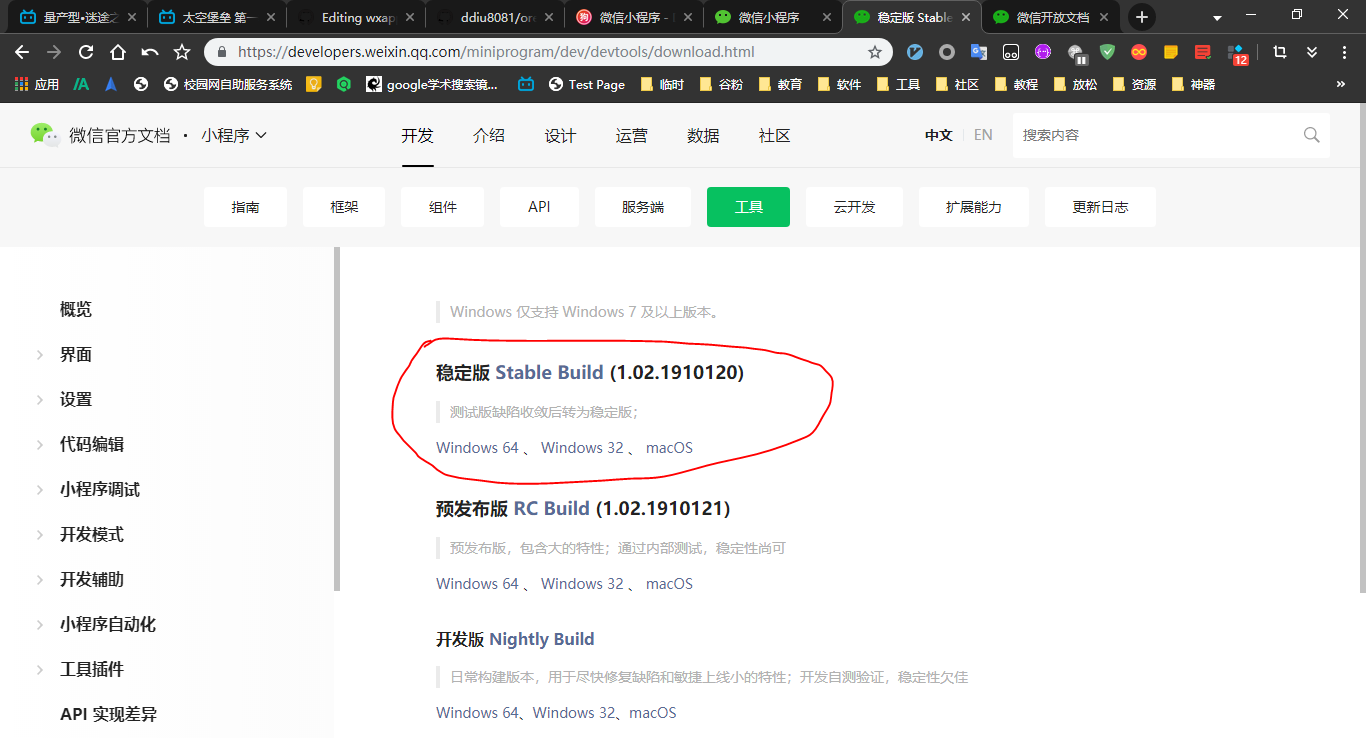 量产型•迷途之
太空堡垒 第一
Editing wxap
ddiu8081/ore
微信小程序 -
微信小程序
稳定版 Stable
微信开放文档
https://developers.weixin.qq.com/miniprogram/dev/devtools/download.html
12
应用
校园网自助服务系统
google学术搜索镜...
Test Page
临时
谷粉
教育
软件
工具
社区
教程
放松
资源
神器
微信官方文档 · 小程序
开发
介绍
设计
运营
数据
社区
中文
EN
搜索内容
指南
框架
组件
API
服务端
工具
云开发
扩展能力
更新日志
概览
界面
设置
代码编辑
小程序调试
开发模式
开发辅助
小程序自动化
工具插件
API 实现差异
Windows 仅支持 Windows 7 及以上版本。
稳定版 Stable Build (1.02.1910120)
测试版缺陷收敛后转为稳定版；
Windows 64 、 Windows 32 、 macOS
预发布版 RC Build (1.02.1910121)
预发布版，包含大的特性；通过内部测试，稳定性尚可
Windows 64 、 Windows 32 、 macOS
开发版 Nightly Build
日常构建版本，用于尽快修复缺陷和敏捷上线小的特性；开发自测验证，稳定性欠佳
Windows 64、Windows 32、macOS